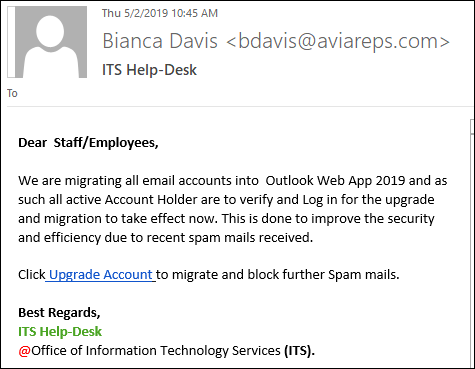 Thu 5/2/2019 10:45 AM
Bianca Davis <bdavis@aviareps.com>
ITS Help-Desk
To
Dear  Staff/Employees,
We are migrating all email accounts into  Outlook Web App 2019 and as
such all active Account Holder are to verify and Log in for the upgrade
and migration to take effect now. This is done to improve the security
and efficiency due to recent spam mails received.
Click Upgrade Account to migrate and block further Spam mails.
Best Regards,
ITS Help-Desk
@Office of Information Technology Services (ITS).